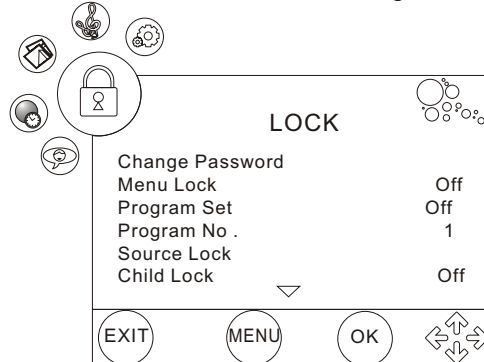 LOCK
Change Password
Menu Lock Off
Program Set Off
Program No . 1
Source Lock
Child Lock Off
EXIT MENU OK